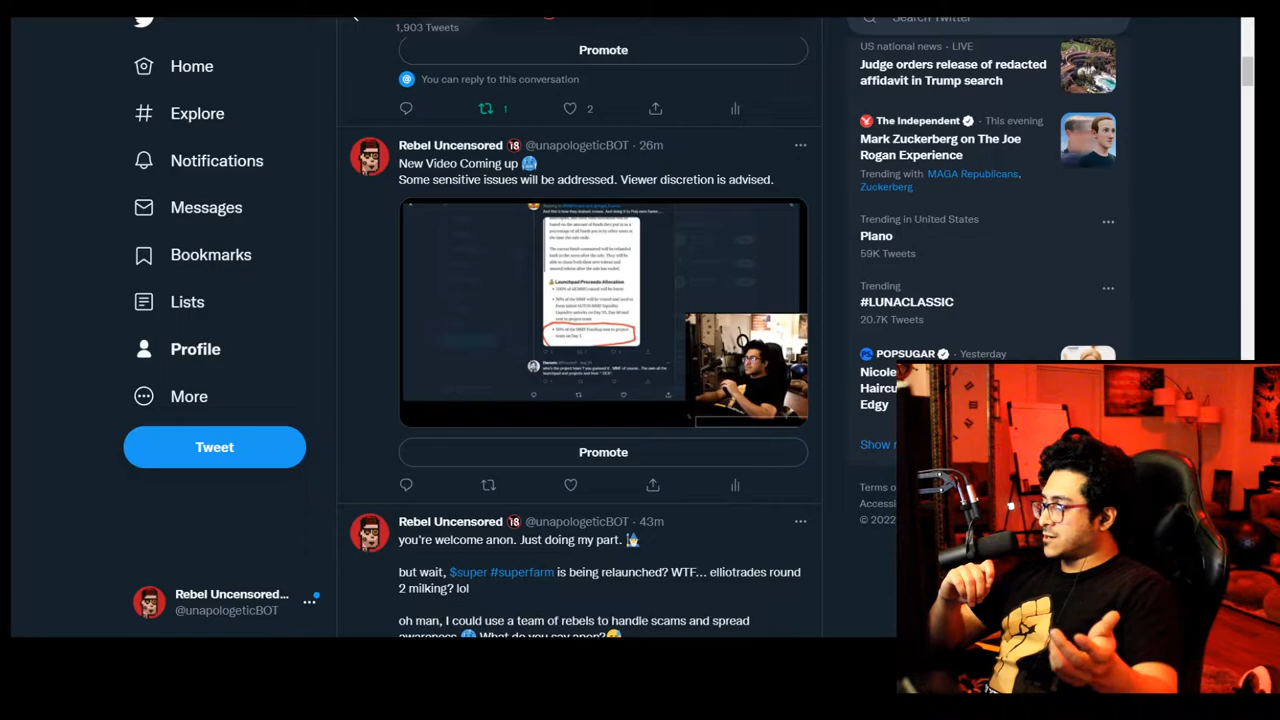 1,903 Tweets
Promote
You can reply to this conversation
1
2
Home
Explore
Notifications
Messages
Bookmarks
Lists
Profile
More
Tweet
Rebel Uncensored...
@unapologeticBOT
Rebel Uncensored 🔞 @unapologeticBOT · 26m
New Video Coming up 🥶
Some sensitive issues will be addressed. Viewer discretion is advised.
Launchpad Proceeds Allocation
Promote
Rebel Uncensored 🔞 @unapologeticBOT · 43m
you're welcome anon. Just doing my part.
but wait, $super #superfarm is being relaunched? WTF... elliotrades round
2 milking? lol
oh man, I could use a team of rebels to handle scams and spread
awareness 🥶 What do you say anon?
Search Twitter
US national news · LIVE
Judge orders release of redacted
affidavit in Trump search
The Independent · This evening
Mark Zuckerberg on The Joe
Rogan Experience
Trending with MAGA Republicans,
Zuckerberg
Trending in United States
Plano
59K Tweets
Trending
#LUNACLASSIC
20.7K Tweets
POPSUGAR · Yesterday
Nicole
Haircu
Edgy
Show
Terms o
Accessi
© 2022